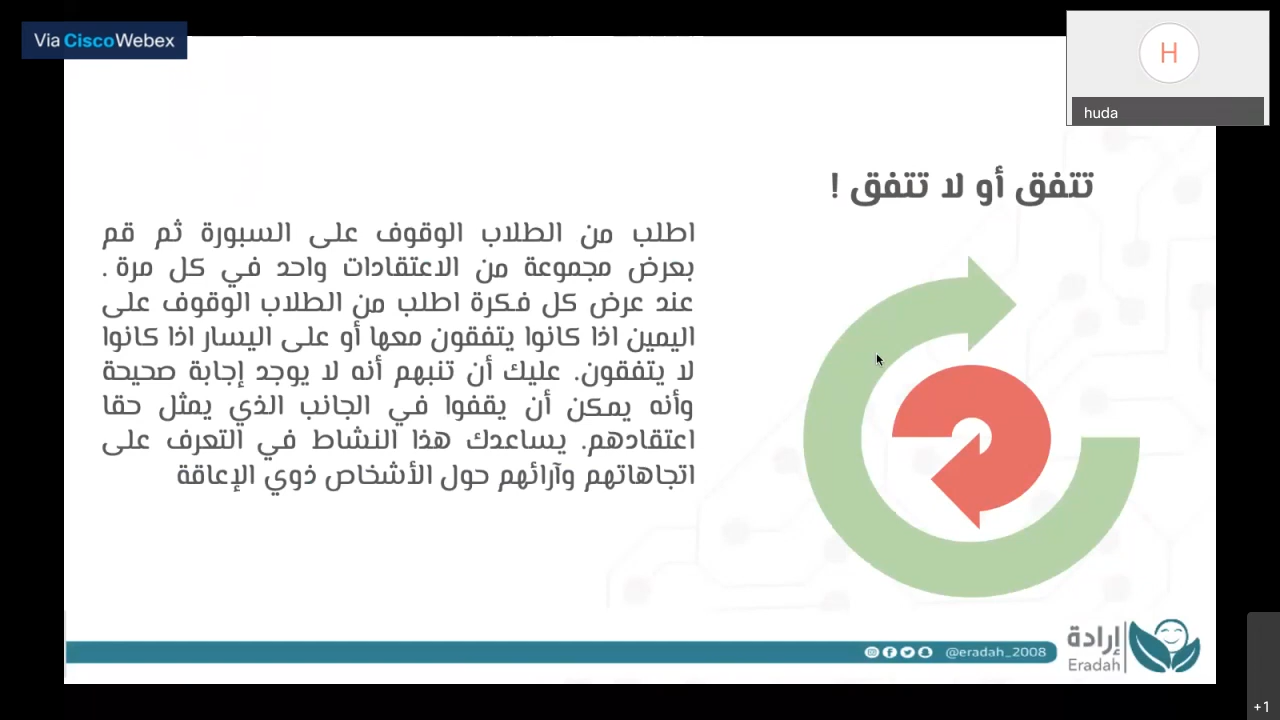 Via Cisco Webex
H
huda
تتفق أو لا تتفق !
اطلب من الطلاب الوقوف على السبورة ثم قم
بعرض مجموعة من الاعتقادات واحد في كل مرة .
عند عرض كل فكرة اطلب من الطلاب الوقوف على
اليمين اذا كانوا يتفقون معها أو على اليسار اذا كانوا
لا يتفقون. عليك أن تنبهم أنه لا يوجد إجابة صحيحة
وأنه يمكن أن يقفوا في الجانب الذي يمثل حقا
اعتقادهم. يساعدك هذا النشاط في التعرف على
اتجاهاتهم وآرائهم حول الأشخاص ذوي الإعاقة
@eradah_2008
إرادة
Eradah
+1